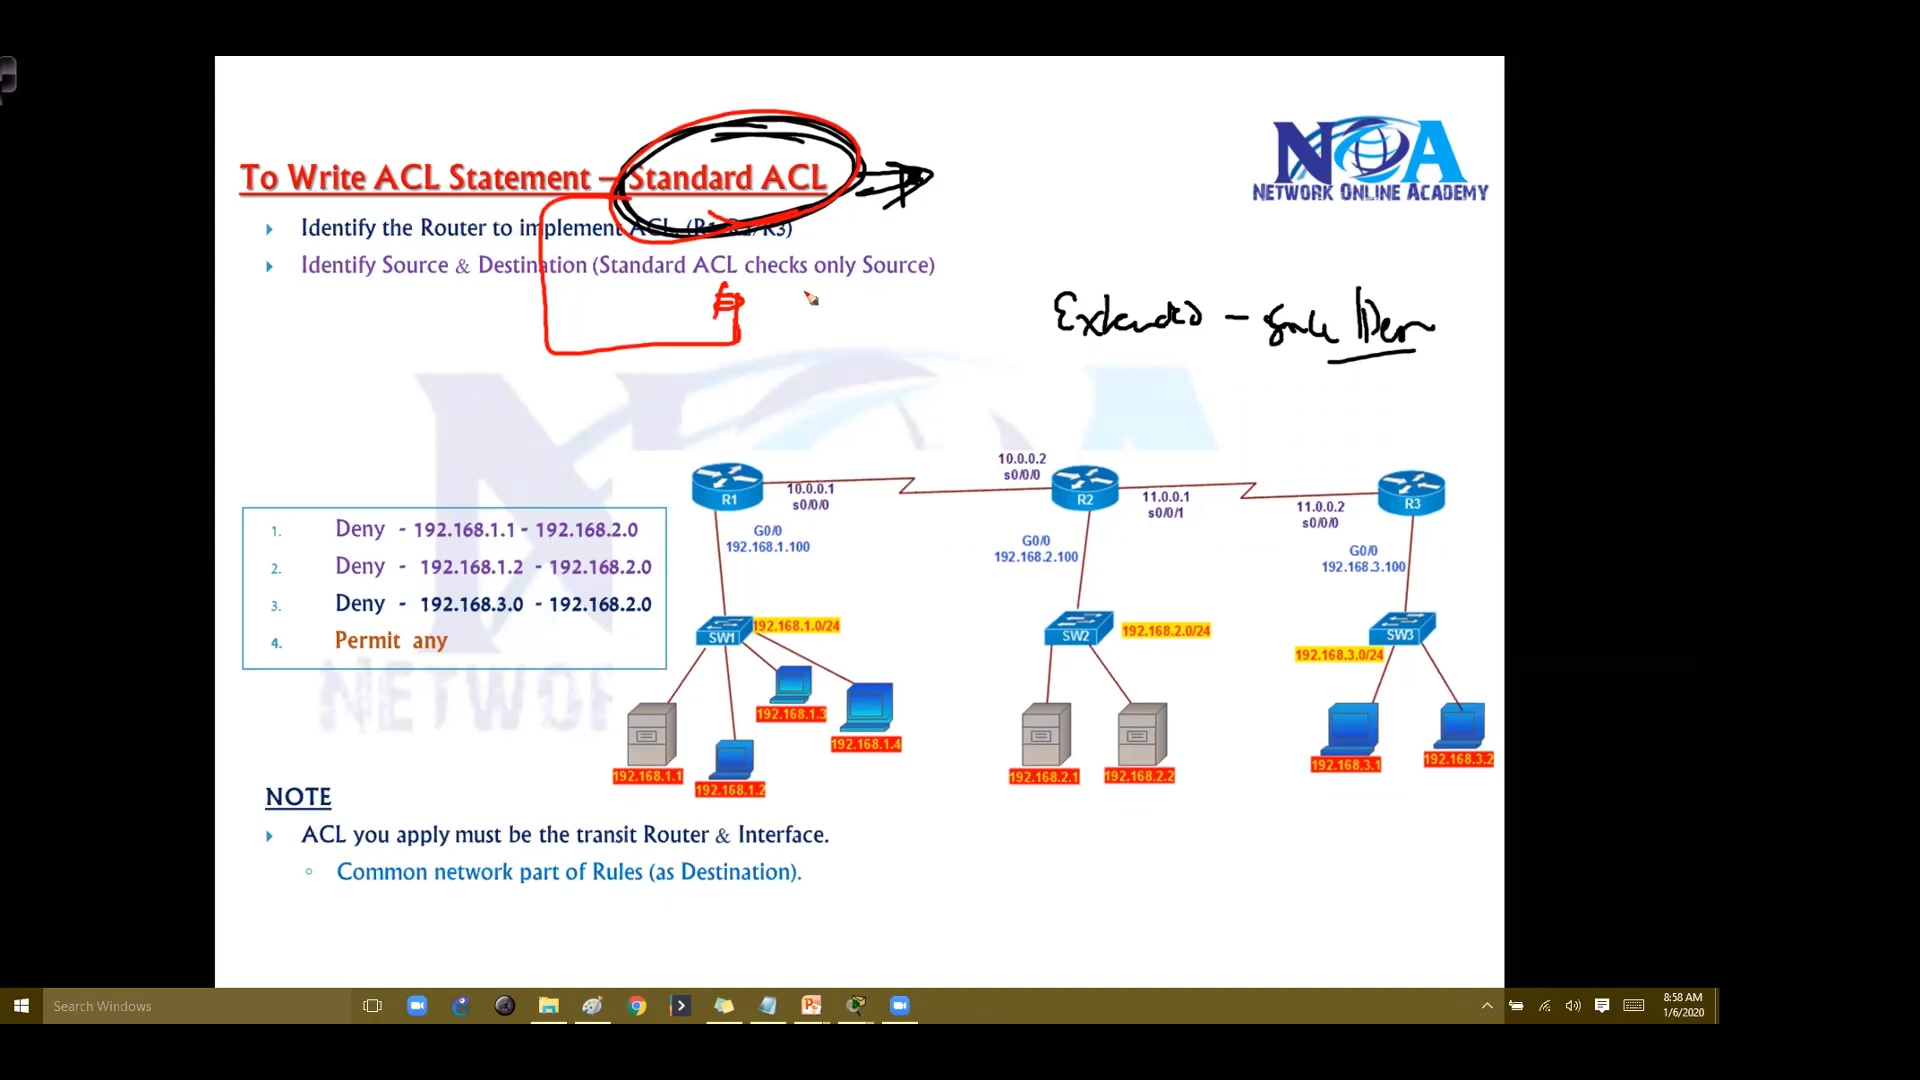 To Write ACL Statement – Standard ACL
NOA
NETWORK ONLINE ACADEMY
Identify the Router to implement ACL (R1/R2/R3)
Identify Source & Destination (Standard ACL checks only Source)
Extended –
10.0.0.2
s0/0/0
R1
10.0.0.1
s0/0/0
R2
11.0.0.1
s0/0/1
11.0.0.2
s0/0/0
R3
G0/0
192.168.1.100
G0/0
192.168.2.100
G0/0
192.168.3.100
1. Deny - 192.168.1.1 - 192.168.2.0
2. Deny - 192.168.1.2 - 192.168.2.0
3. Deny - 192.168.3.0 - 192.168.2.0
4. Permit any
SW1
192.168.1.0/24
SW2
192.168.2.0/24
SW3
192.168.3.0/24
192.168.1.3
192.168.1.4
192.168.1.1
192.168.1.2
192.168.2.1
192.168.2.2
192.168.3.1
192.168.3.2
NETWOR
NOTE
ACL you apply must be the transit Router & Interface.
Common network part of Rules (as Destination).
Search Windows
8:58 AM
1/6/2020